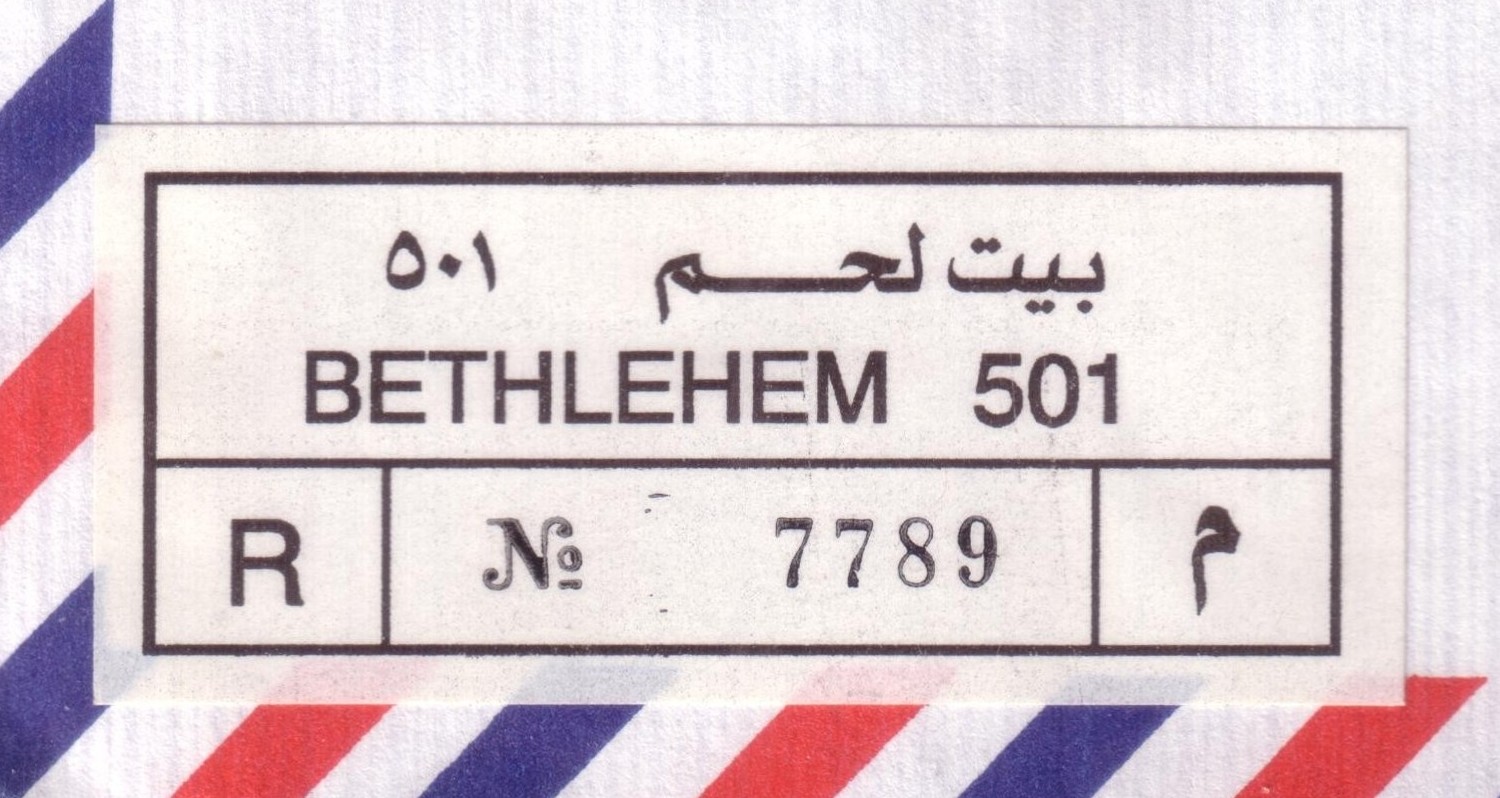 بيت لحم ٥٠١
BETHLEHEM 501
R № 7789 م